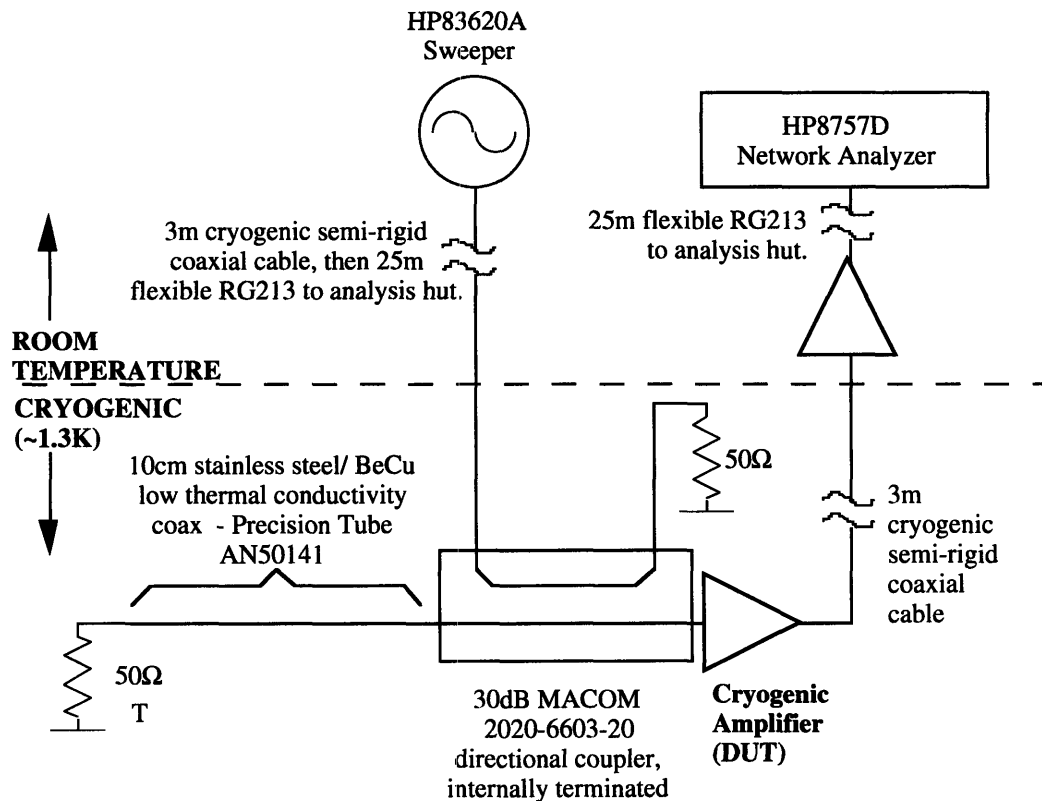 HP83620A
Sweeper
HP8757D
Network Analyzer
3m cryogenic semi-rigid
coaxial cable, then 25m
flexible RG213 to analysis hut.
25m flexible RG213
to analysis hut.
ROOM
TEMPERATURE
CRYOGENIC
(~1.3K)
10cm stainless steel/ BeCu
low thermal conductivity
coax - Precision Tube
AN50141
50Ω
3m
cryogenic
semi-rigid
coaxial
cable
50Ω
T
30dB MACOM
2020-6603-20
directional coupler,
internally terminated
Cryogenic
Amplifier
(DUT)